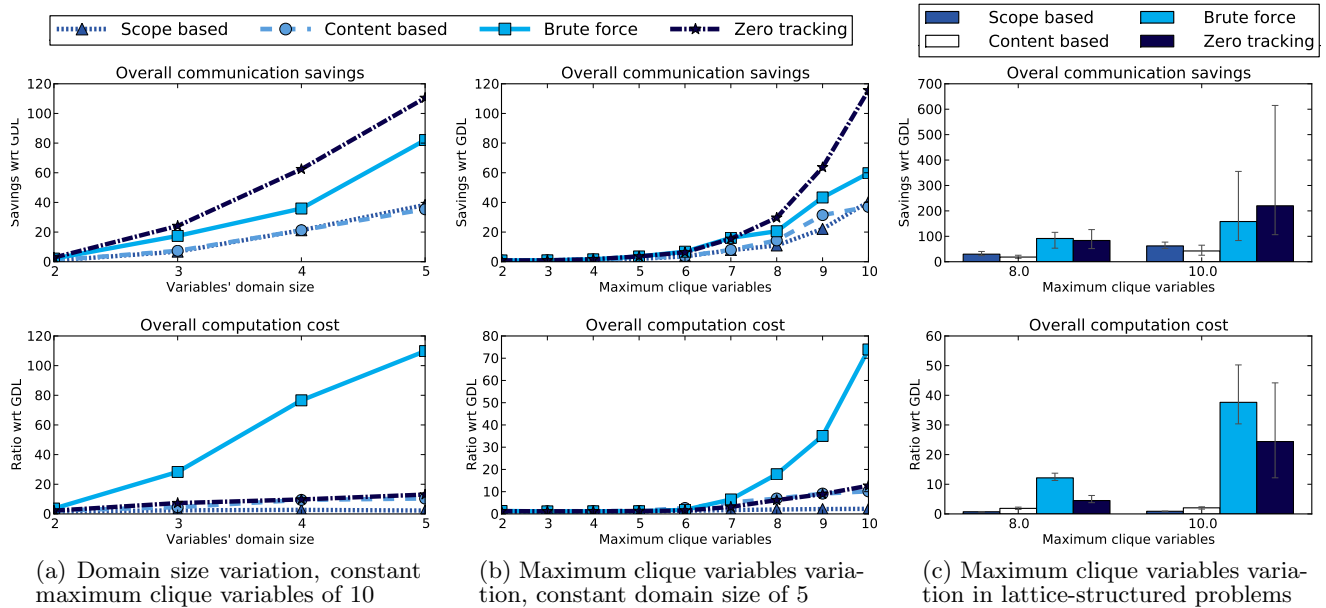 Scope based Content based Brute force Zero tracking
Scope based Brute force
Content based Zero tracking
Overall communication savings
Savings wrt GDL
120
100
80
60
40
20
0
2 3 4 5
Variables' domain size
Overall computation cost
Ratio wrt GDL
120
100
80
60
40
20
0
2 3 4 5
Variables' domain size
(a) Domain size variation, constant
maximum clique variables of 10
Overall communication savings
Savings wrt GDL
120
100
80
60
40
20
0
2 3 4 5 6 7 8 9 10
Maximum clique variables
Overall computation cost
Ratio wrt GDL
80
70
60
50
40
30
20
10
0
2 3 4 5 6 7 8 9 10
Maximum clique variables
(b) Maximum clique variables varia-
tion, constant domain size of 5
Overall communication savings
Savings wrt GDL
700
600
500
400
300
200
100
0
8.0 10.0
Maximum clique variables
Overall computation cost
Ratio wrt GDL
60
50
40
30
20
10
0
8.0 10.0
Maximum clique variables
(c) Maximum clique variables varia-
tion in lattice-structured problems